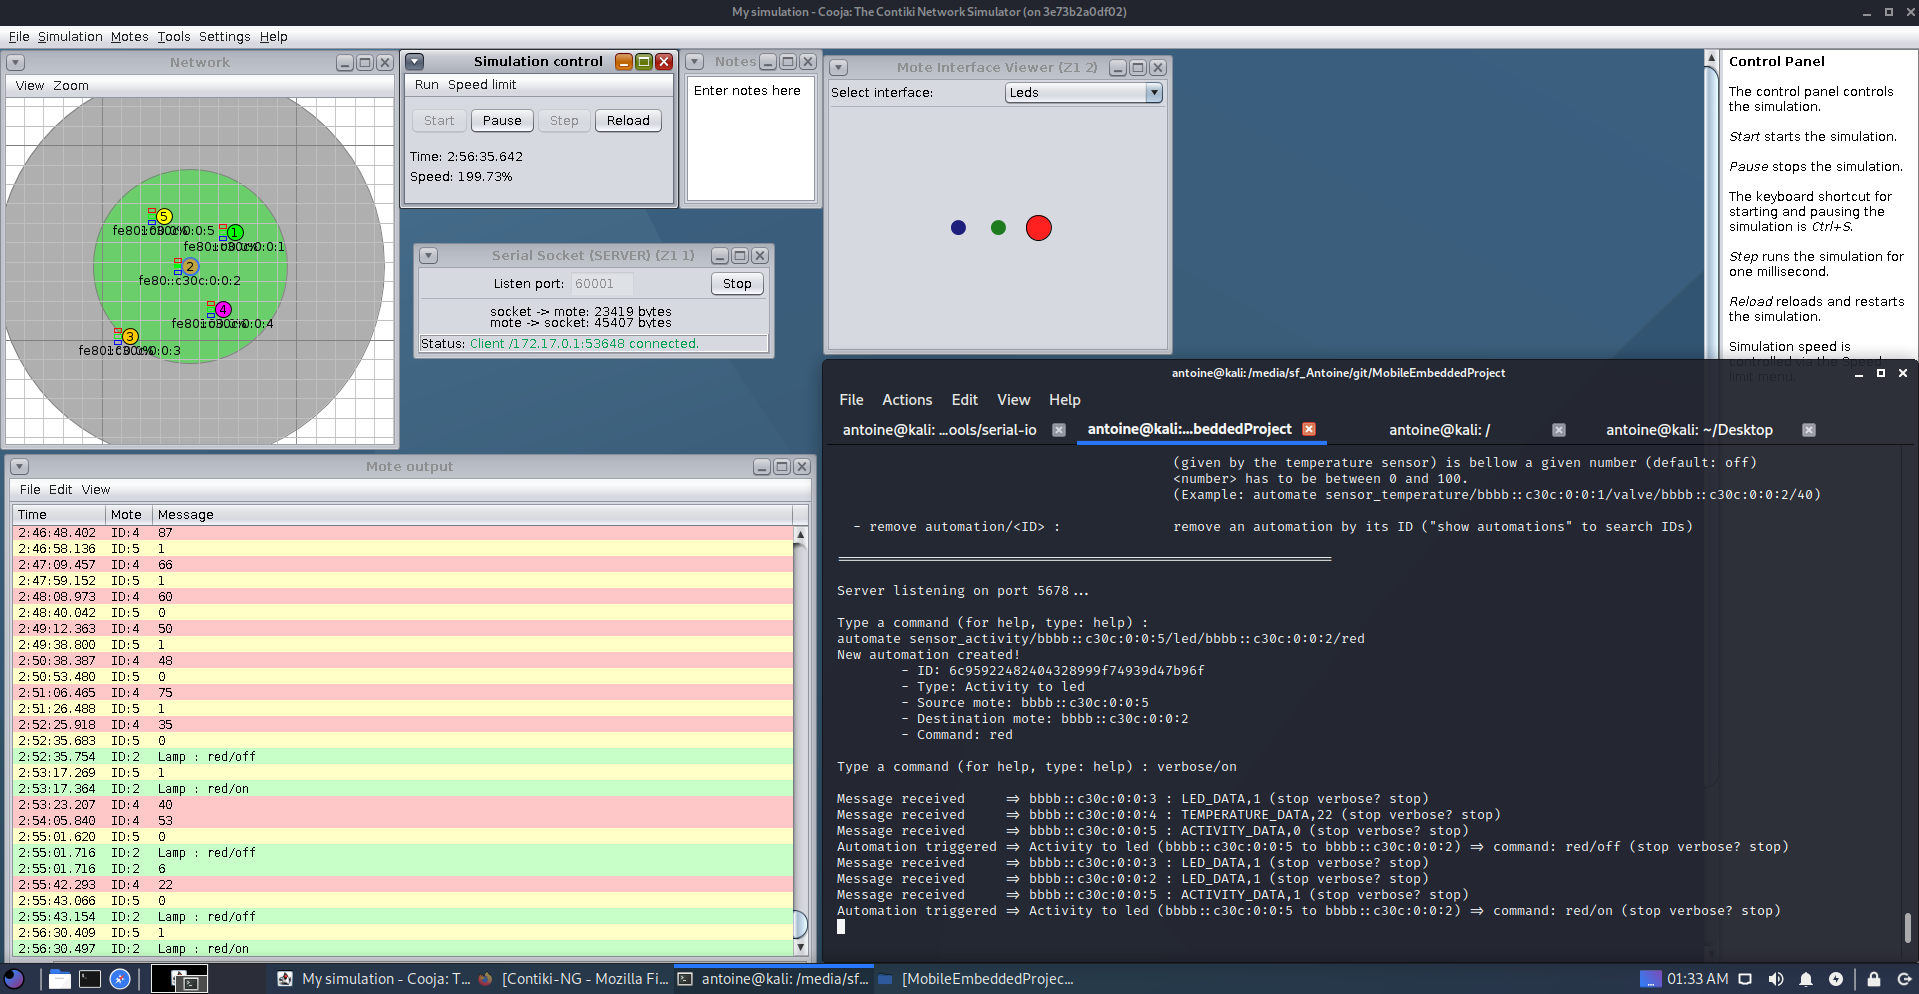 My simulation - Cooja: The Contiki Network Simulator (on 3e73b2a0df02)
File Simulation Motes Tools Settings Help
Network
View Zoom
5
1
2
4
3
fe80::c30c:0:0:2
Simulation control
Run Speed limit
Start Pause Step Reload
Time: 2:56:35.642
Speed: 199.73%
Notes
Enter notes here
Serial Socket (SERVER) (Z1 1)
Listen port: 60001 Stop
socket -> mote: 23419 bytes
mote -> socket: 45407 bytes
Status: Client /172.17.0.1:53648 connected.
Mote Interface Viewer (Z1 2)
Select interface: Leds
Control Panel
The control panel controls
the simulation.
Start starts the simulation.
Pause stops the simulation.
The keyboard shortcut for
starting and pausing the
simulation is Ctrl+S.
Step runs the simulation for
one millisecond.
Reload reloads and restarts
the simulation.
Simulation speed is
controlled via the Speed
limit menu.
Mote output
File Edit View
Time Mote Message
2:46:48.402 ID:4 87
2:46:58.136 ID:5 1
2:47:09.457 ID:4 66
2:47:59.152 ID:5 1
2:48:08.973 ID:4 60
2:48:40.042 ID:5 0
2:49:12.363 ID:4 50
2:49:38.800 ID:5 1
2:50:38.387 ID:4 48
2:50:53.480 ID:5 0
2:51:06.465 ID:4 75
2:51:26.488 ID:5 1
2:52:25.918 ID:4 35
2:52:35.683 ID:5 0
2:52:35.754 ID:2 Lamp : red/off
2:53:17.269 ID:5 1
2:53:17.364 ID:2 Lamp : red/on
2:53:23.207 ID:4 40
2:54:05.840 ID:4 53
2:55:01.620 ID:5 0
2:55:01.716 ID:2 Lamp : red/off
2:55:01.716 ID:2 6
2:55:42.293 ID:4 22
2:55:43.066 ID:5 0
2:55:43.154 ID:2 Lamp : red/off
2:56:30.409 ID:5 1
2:56:30.497 ID:2 Lamp : red/on
antoine@kali: /media/sf_Antoine/git/MobileEmbeddedProject
File Actions Edit View Help
antoine@kali: ...ools/serial-io antoine@kali:...beddedProject antoine@kali: / antoine@kali: ~/Desktop
(given by the temperature sensor) is bellow a given number (default: off)
<number> has to be between 0 and 100.
(Example: automate sensor_temperature/bbbb::c30c:0:0:1/valve/bbbb::c30c:0:0:2/40)
- remove automation/<ID> : remove an automation by its ID ("show automations" to search IDs)
Server listening on port 5678...
Type a command (for help, type: help) :
automate sensor_activity/bbbb::c30c:0:0:5/led/bbbb::c30c:0:0:2/red
New automation created!
- ID: 6c95922482404328999f74939d47b96f
- Type: Activity to led
- Source mote: bbbb::c30c:0:0:5
- Destination mote: bbbb::c30c:0:0:2
- Command: red
Type a command (for help, type: help) : verbose/on
Message received => bbbb::c30c:0:0:3 : LED_DATA,1 (stop verbose? stop)
Message received => bbbb::c30c:0:0:4 : TEMPERATURE_DATA,22 (stop verbose? stop)
Message received => bbbb::c30c:0:0:5 : ACTIVITY_DATA,0 (stop verbose? stop)
Automation triggered => Activity to led (bbbb::c30c:0:0:5 to bbbb::c30c:0:0:2) => command: red/off (stop verbose? stop)
Message received => bbbb::c30c:0:0:3 : LED_DATA,1 (stop verbose? stop)
Message received => bbbb::c30c:0:0:2 : LED_DATA,1 (stop verbose? stop)
Message received => bbbb::c30c:0:0:5 : ACTIVITY_DATA,1 (stop verbose? stop)
Automation triggered => Activity to led (bbbb::c30c:0:0:5 to bbbb::c30c:0:0:2) => command: red/on (stop verbose? stop)
My simulation - Cooja: T... [Contiki-NG - Mozilla Fi... antoine@kali: /media/sf... [MobileEmbeddedProjec... 01:33 AM